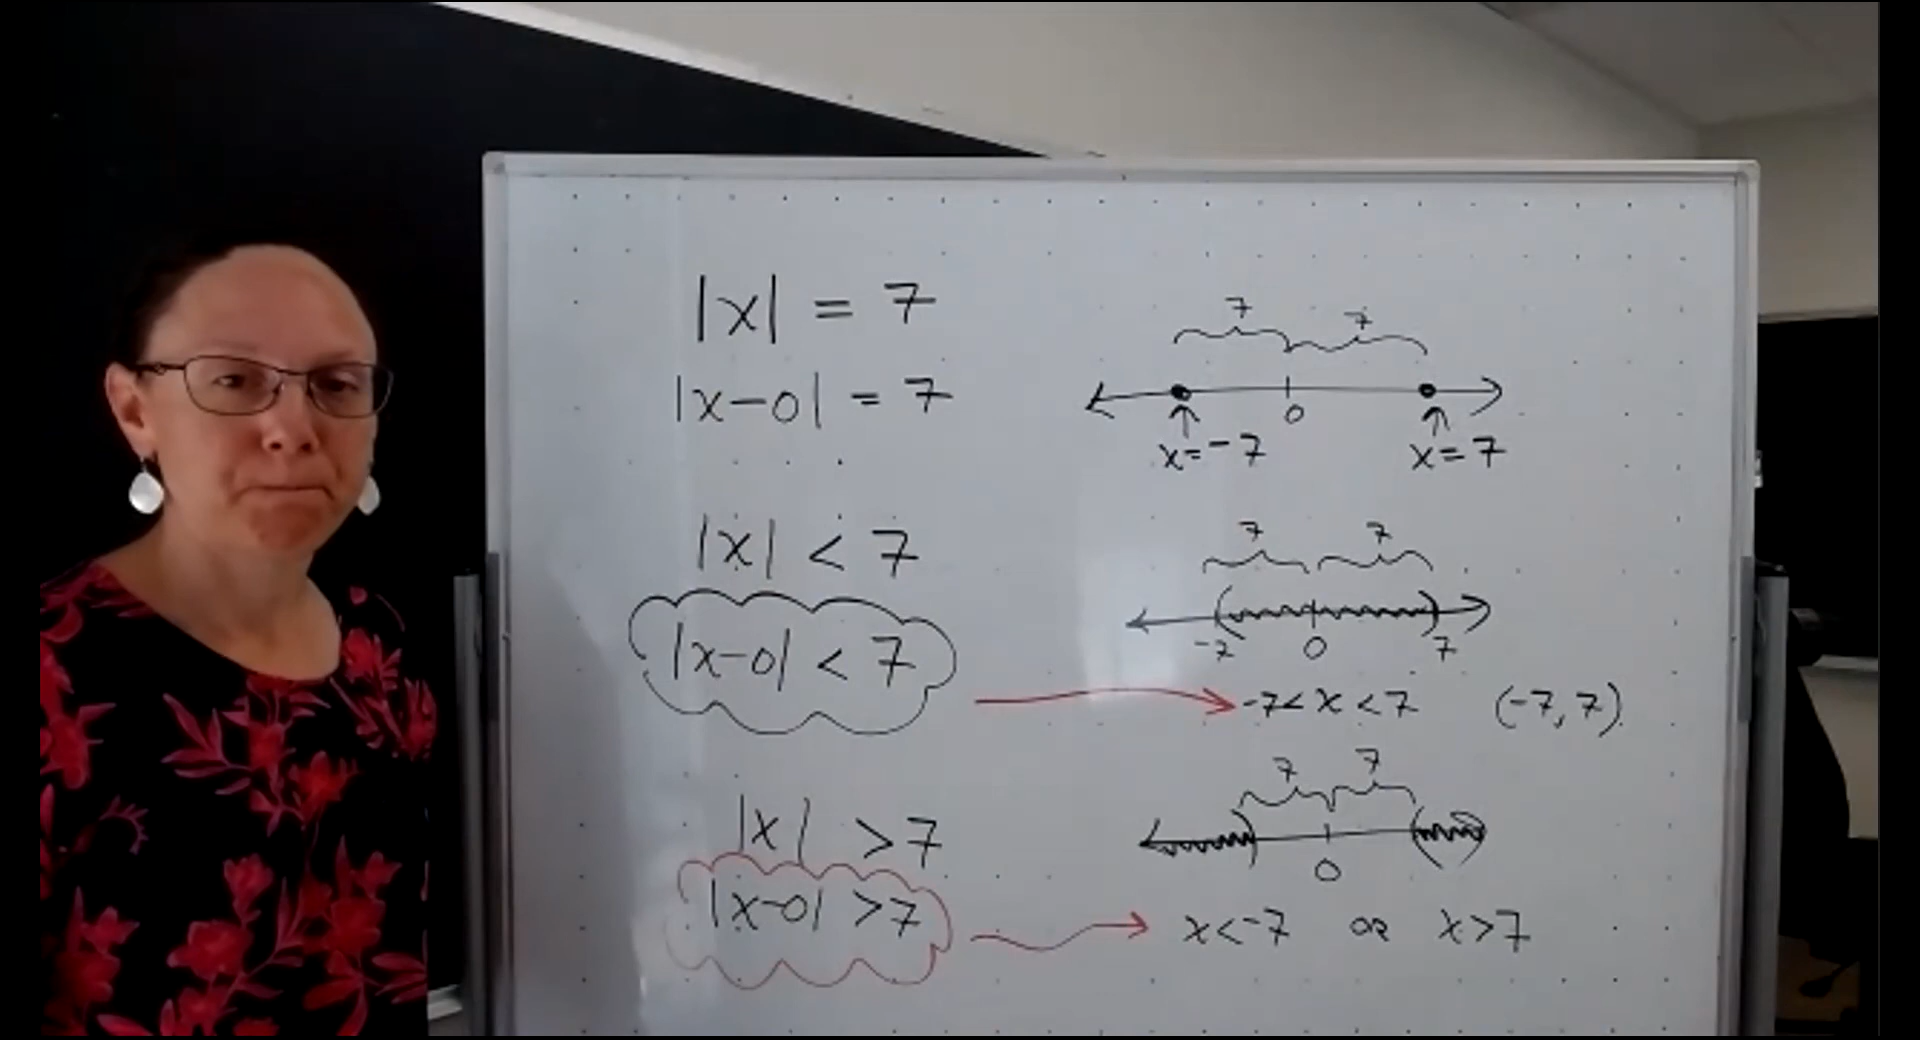 |x| = 7
|x-0| = 7
7 7
0
x=-7 x=7
|x| < 7
|x-0| < 7
7 7
-7 0 7
-7<x<7 (-7,7)
|x| >7
|x-0| >7
7 7
0
x<-7 or x>7